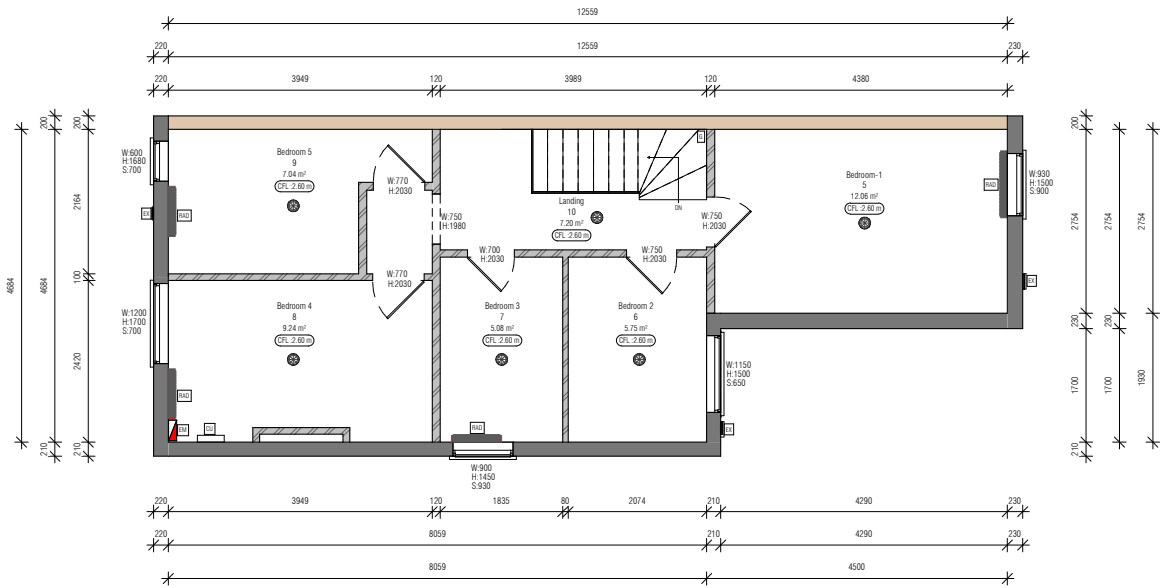 12559
220
12559
230
3949
120
3989
120
4380
200
200
4684
4684
2164
100
2420
210
210
W:600
H:1680
S:700
EX
RAD
Bedroom 5
9
7.04 m²
CFL :2.60 m
W:770
H:2030
W:750
H:1980
Landing
10
7.20 m²
CFL :2.60 m
DN
W:750
H:2030
Bedroom-1
5
12.06 m²
CFL :2.60 m
RAD
W:930
H:1500
S:900
EX
200
2754
2754
2754
230
230
1700
1700
1930
210
W:1200
H:1700
S:700
W:770
H:2030
Bedroom 4
8
9.24 m²
CFL :2.60 m
RAD
EM
CU
W:700
H:2030
Bedroom 3
7
5.08 m²
CFL :2.60 m
RAD
W:750
H:2030
Bedroom 2
6
5.75 m²
CFL :2.60 m
W:1150
H:1500
S:650
EX
W:900
H:1450
S:930
220
3949
120
1835
80
2074
210
4290
230
220
8059
210
4290
230
8059
4500